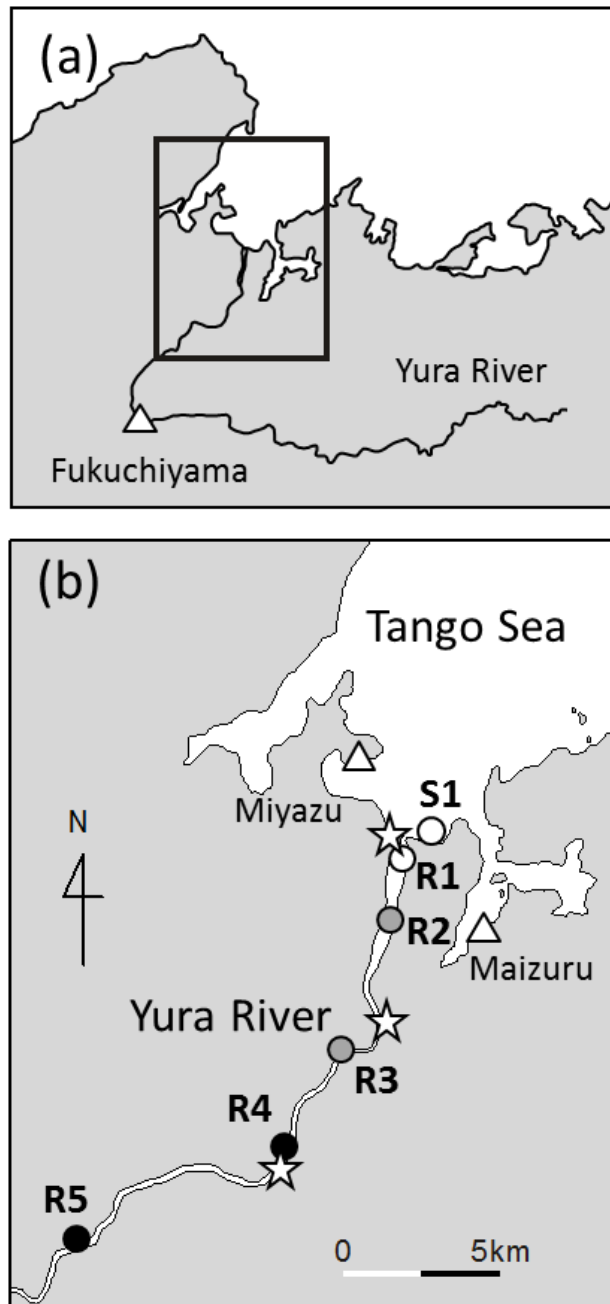 (a)
Yura River
Fukuchiyama
(b)
Tango Sea
Miyazu
S1
N
R1
R2
Maizuru
Yura River
R3
R4
R5
0 5km